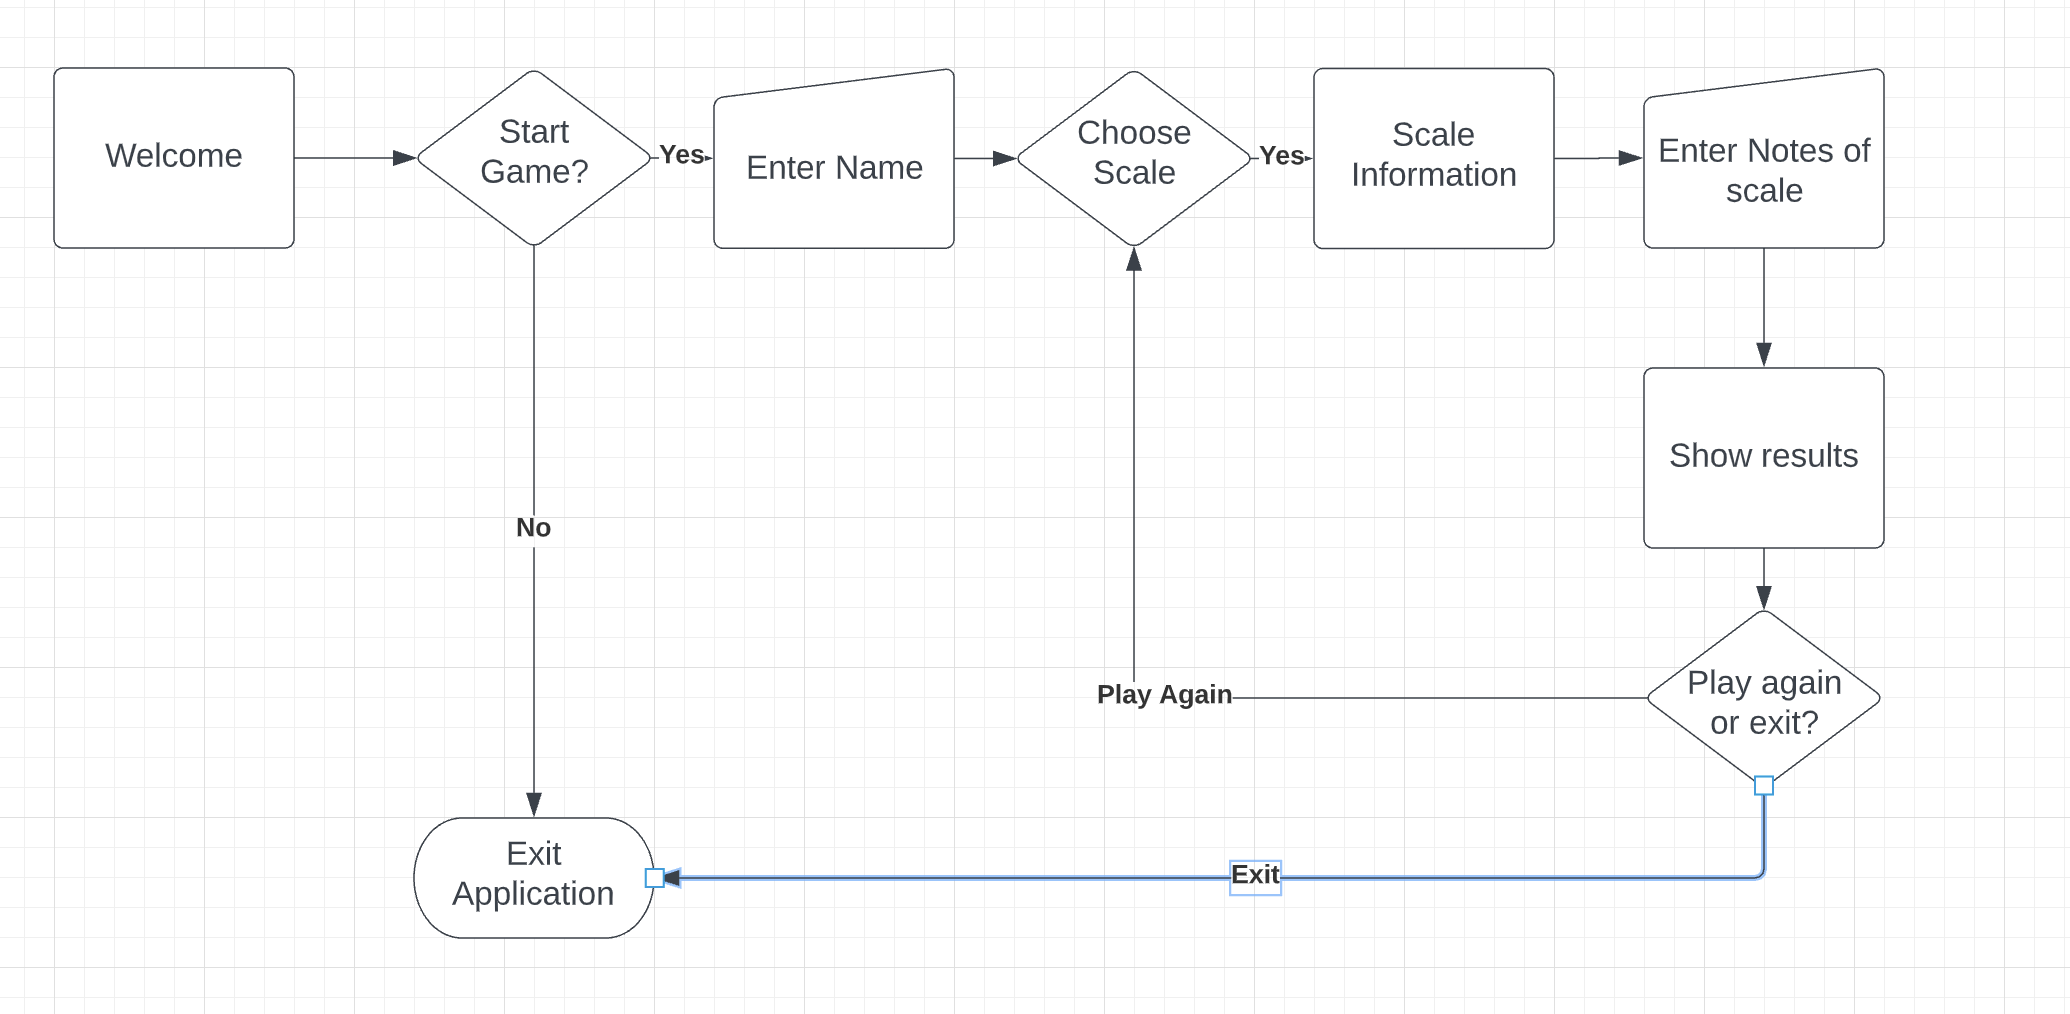 Welcome
Start
Game?
Yes
Enter Name
Choose
Scale
Yes
Scale
Information
Enter Notes of
scale
Show results
No
Play again
or exit?
Play Again
Exit
Application
Exit